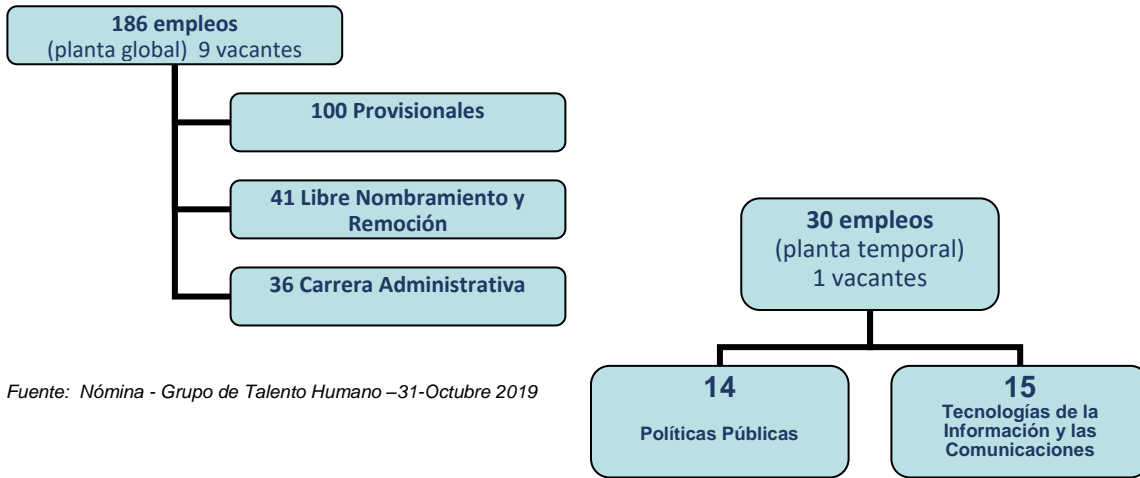 186 empleos
(planta global) 9 vacantes
100 Provisionales
41 Libre Nombramiento y
Remoción
36 Carrera Administrativa
Fuente: Nómina - Grupo de Talento Humano –31-Octubre 2019
30 empleos
(planta temporal)
1 vacantes
14
Políticas Públicas
15
Tecnologías de la
Información y las
Comunicaciones